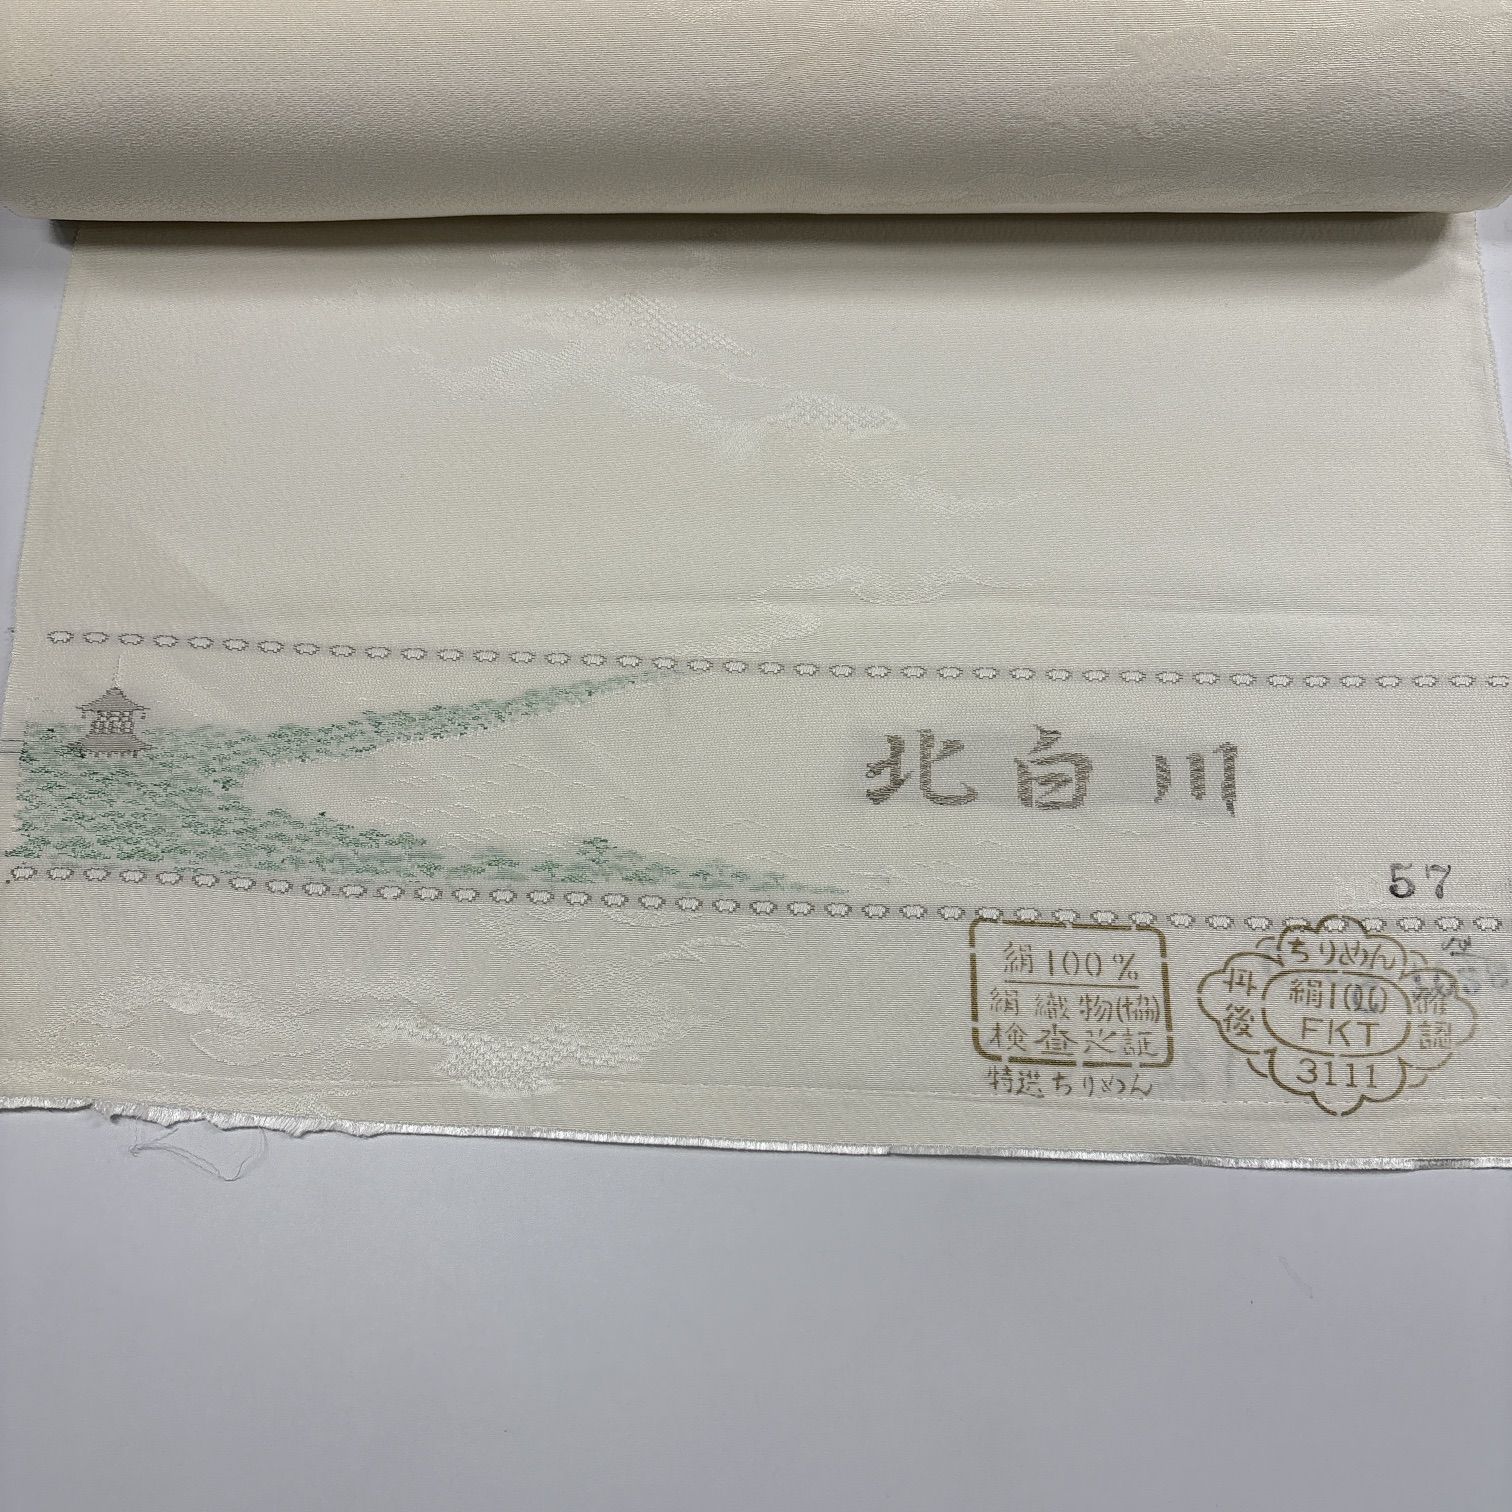 北白川
57
絹100%
絹織物(協)
検査之証
特選ちりめん
ちりめん
丹後
絹100
FKT
確認
3111